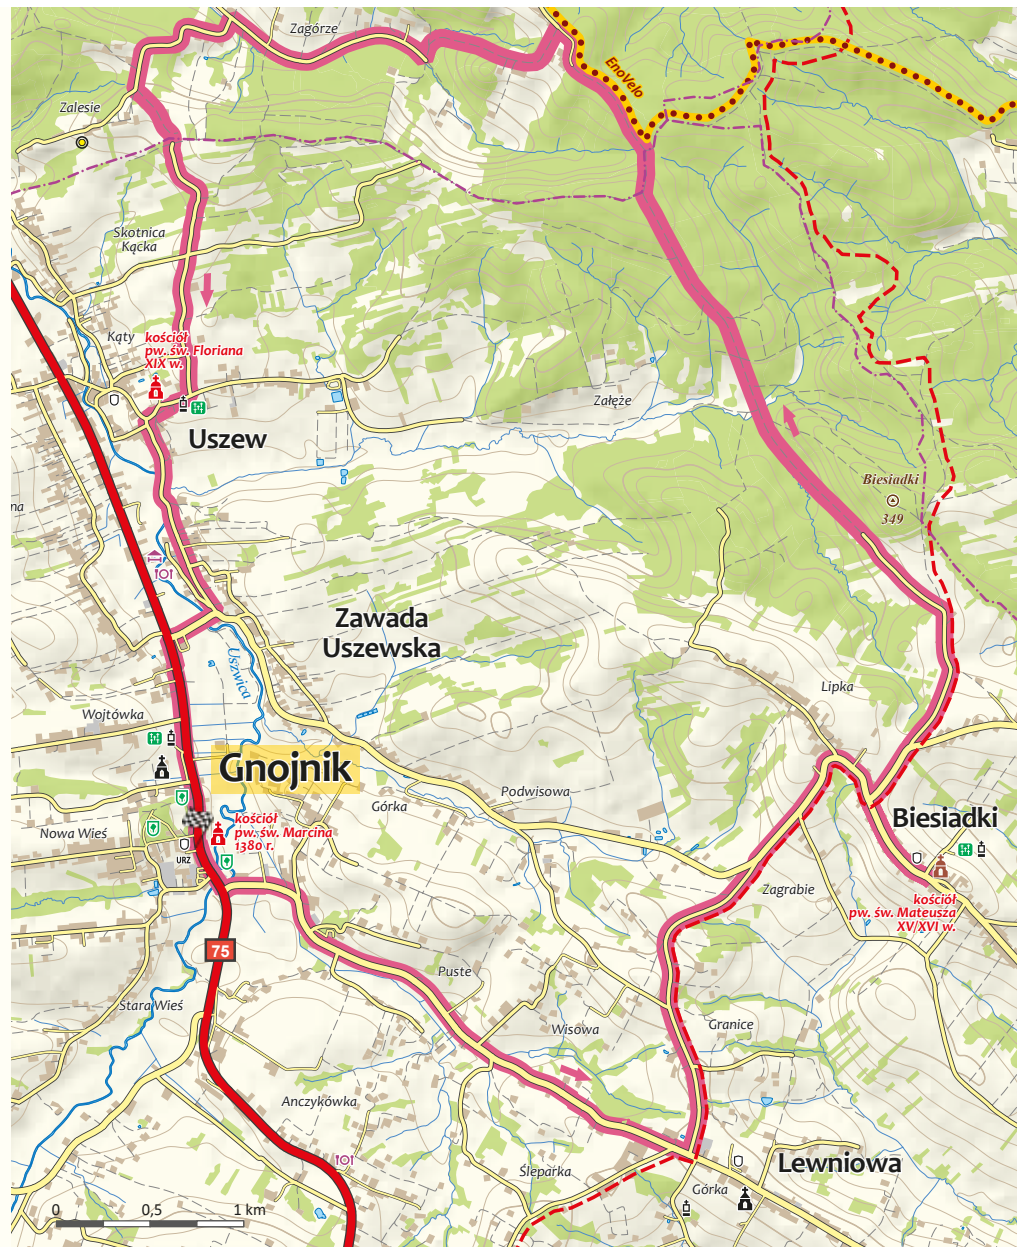 Zagórze
EnoVelo
Zalesie
Skotnica
Kącka
Kąty
kościół
pw. św. Floriana
XIX w.
Załęże
Uszew
Biesiadki
349
na
Zawada
Uszewska
Uszwica
Lipka
Wojtówka
Gnojnik
Podwisowa
Górka
Biesiadki
kościół
pw. św. Marcina
1380 r.
Nowa Wieś
URZ
Zagrabie
kościół
pw. św. Mateusza
XV/XVI w.
75
Puste
Stara Wieś
Wisowa
Granice
Anczykówka
Lewniowa
Śleparka
Górka
0
0,5
1 km